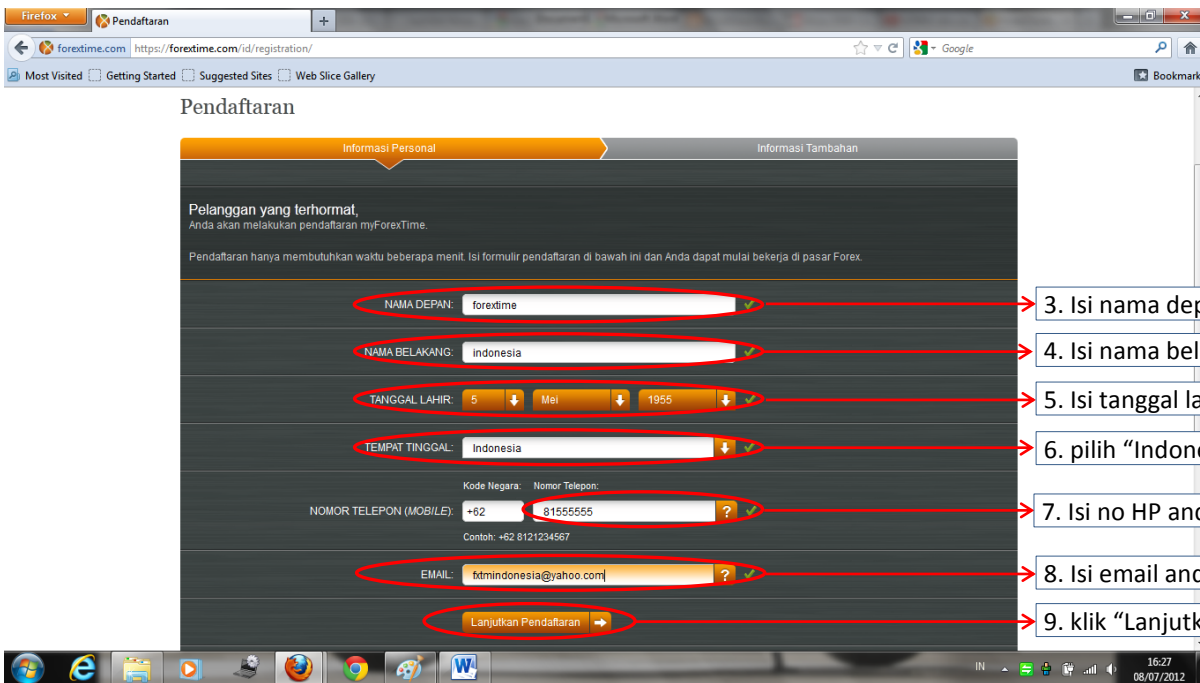 Firefox
Pendaftaran
forextime.com https://forextime.com/id/registration/
Google
Most Visited Getting Started Suggested Sites Web Slice Gallery
Bookmark
Pendaftaran
Informasi Personal
Informasi Tambahan
Pelanggan yang terhormat,
Anda akan melakukan pendaftaran myForexTime.
Pendaftaran hanya membutuhkan waktu beberapa menit. Isi formulir pendaftaran di bawah ini dan Anda dapat mulai bekerja di pasar Forex.
NAMA DEPAN: forextime
3. Isi nama dep
NAMA BELAKANG: indonesia
4. Isi nama bel
TANGGAL LAHIR: 5 Mei 1955
5. Isi tanggal la
TEMPAT TINGGAL: Indonesia
6. pilih “Indone
Kode Negara: Nomor Telepon:
NOMOR TELEPON (MOBILE): +62 81555555 ?
7. Isi no HP and
Contoh: +62 8121234567
EMAIL: fxtmindonesia@yahoo.com ?
8. Isi email and
Lanjutkan Pendaftaran
9. klik “Lanjutk
IN
16:27
08/07/2012